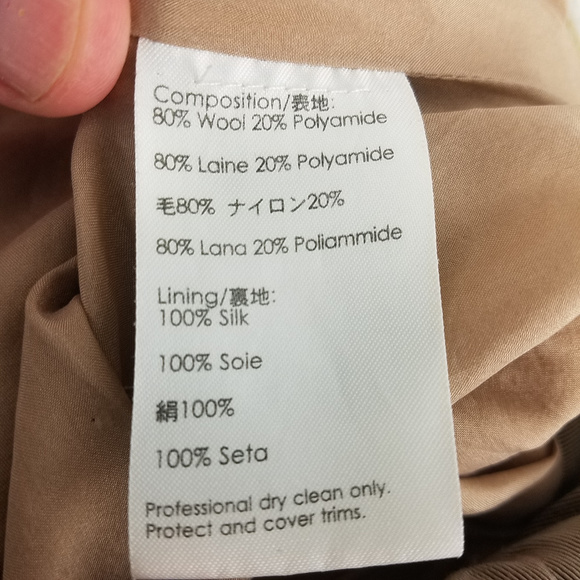 Composition/表地:
80% Wool 20% Polyamide
80% Laine 20% Polyamide
毛80% ナイロン20%
80% Lana 20% Poliammide
Lining/裏地:
100% Silk
100% Soie
絹100%
100% Seta
Professional dry clean only.
Protect and cover trims.